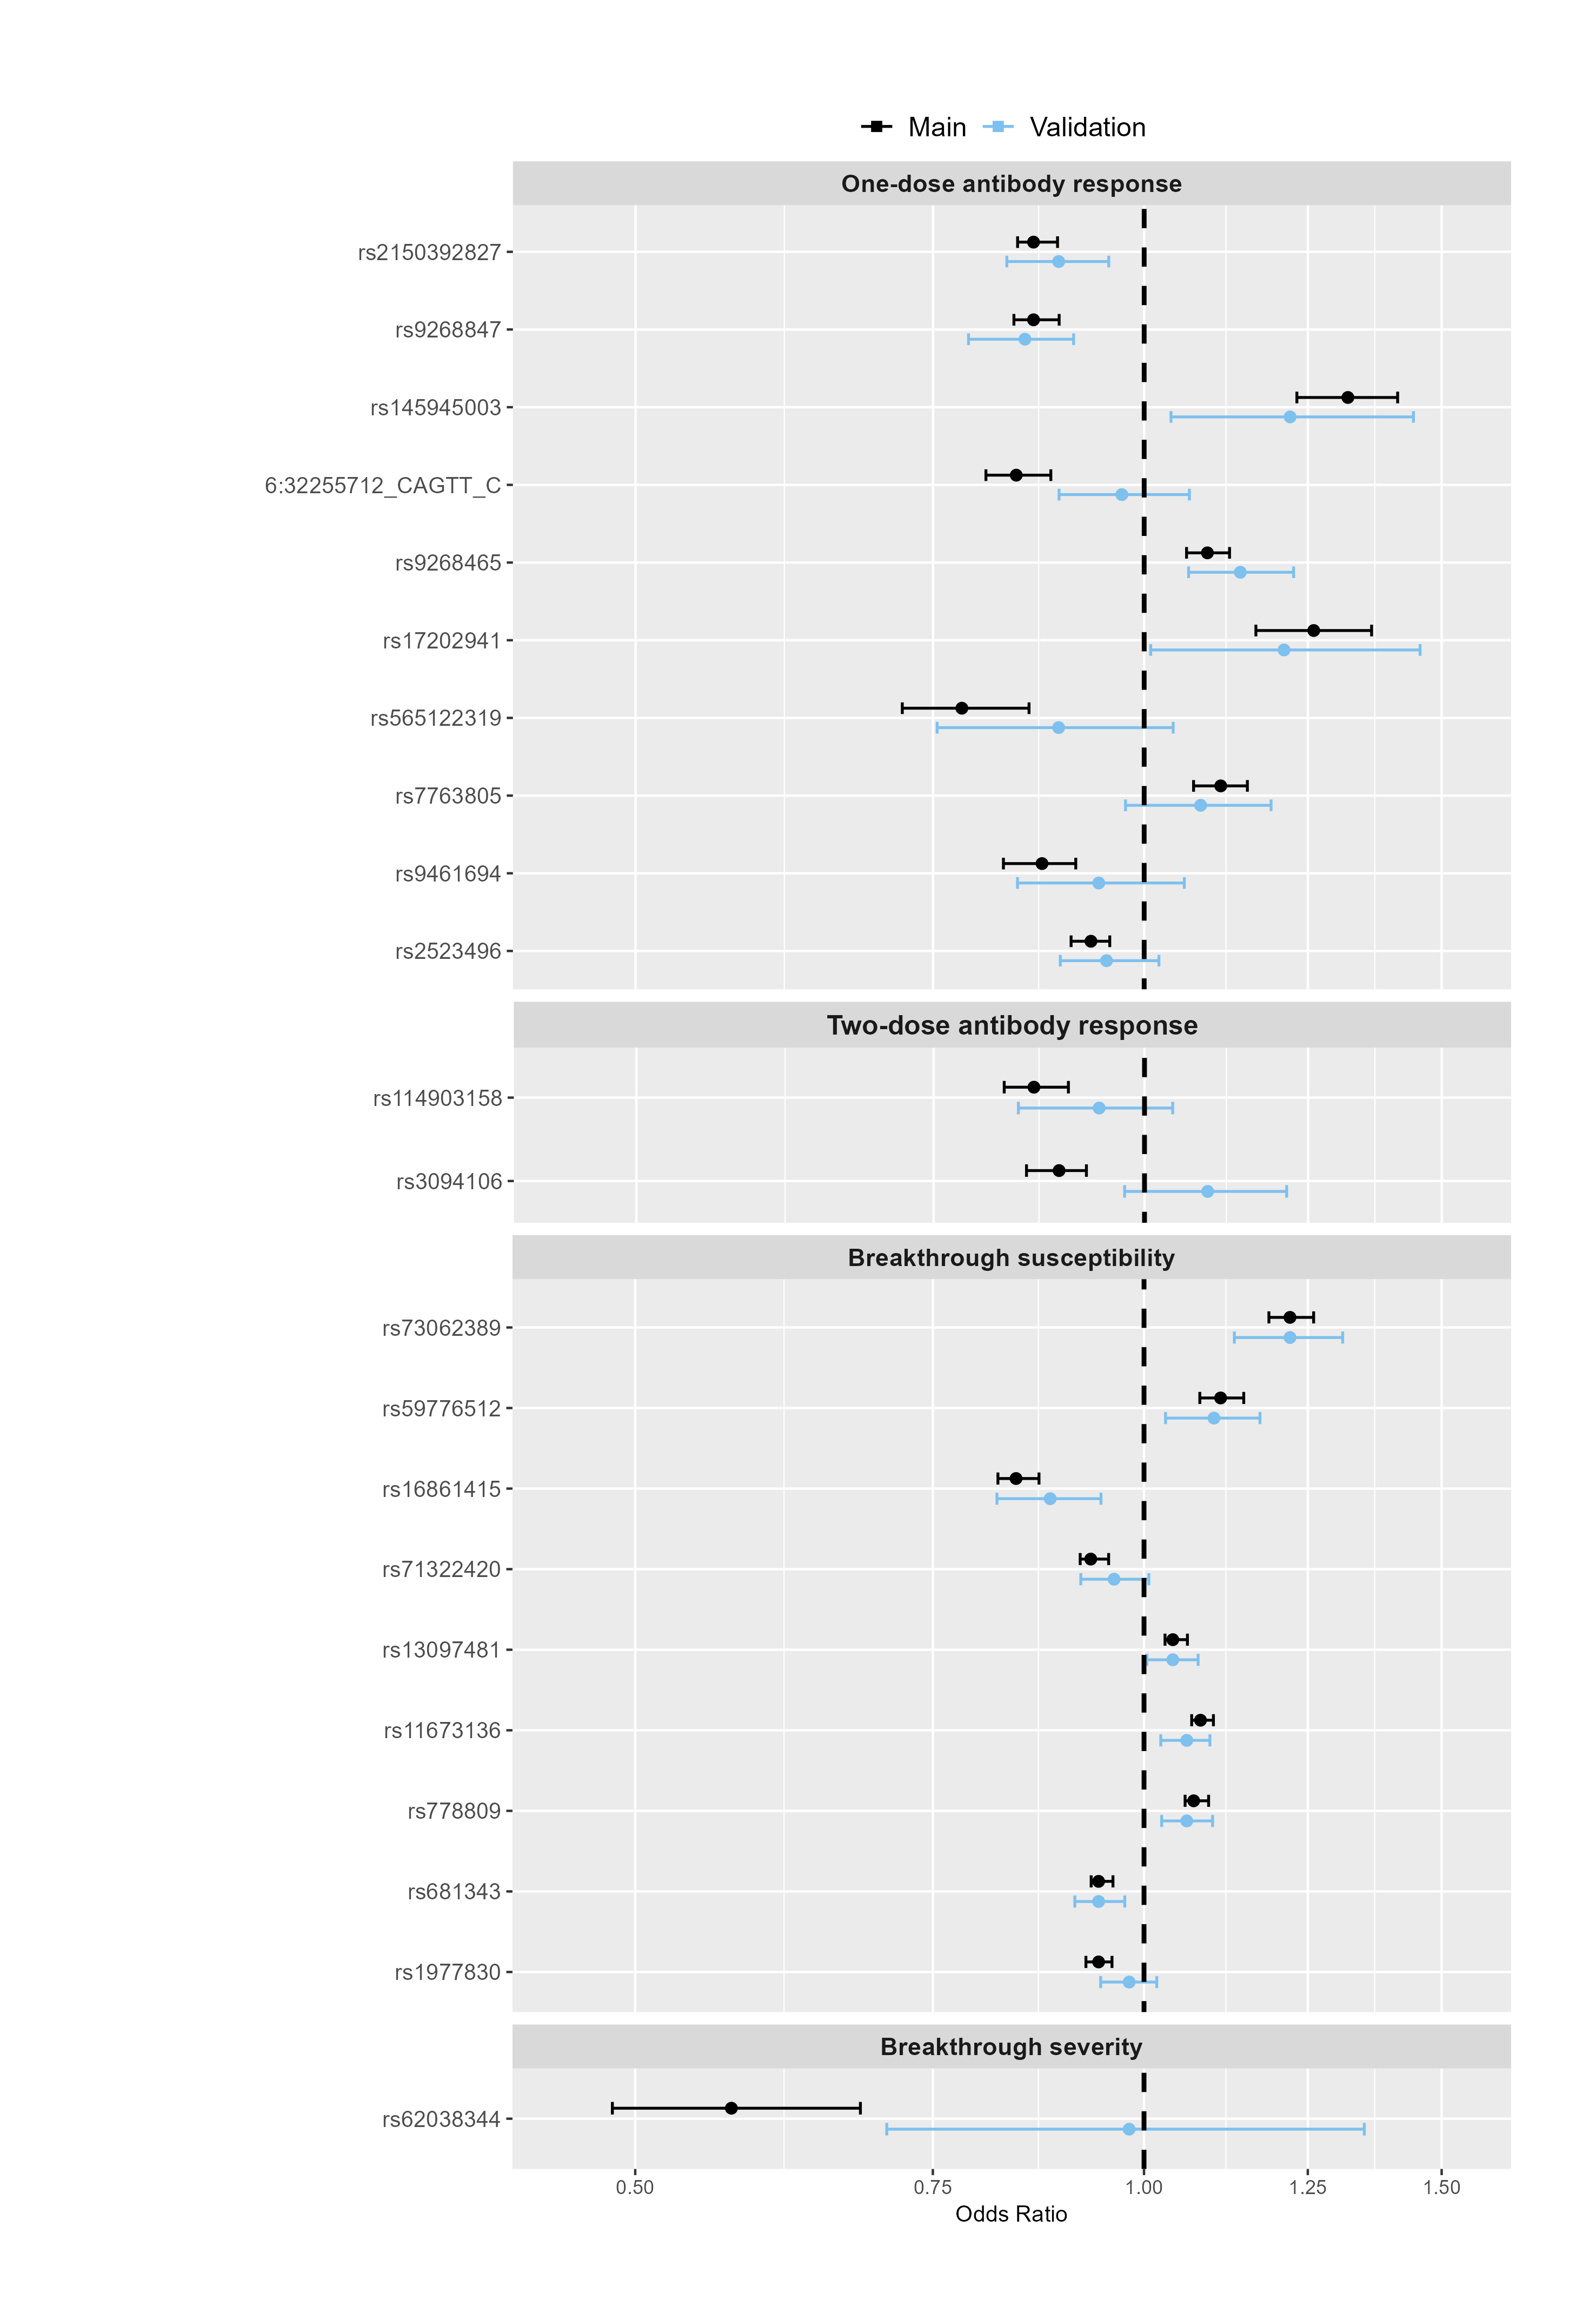 Main Validation
One-dose antibody response
rs2150392827
rs9268847
rs145945003
6:32255712_CAGTT_C
rs9268465
rs17202941
rs565122319
rs7763805
rs9461694
rs2523496
Two-dose antibody response
rs114903158
rs3094106
Breakthrough susceptibility
rs73062389
rs59776512
rs16861415
rs71322420
rs13097481
rs11673136
rs778809
rs681343
rs1977830
Breakthrough severity
rs62038344
0.50 0.75 1.00 1.25 1.50
Odds Ratio